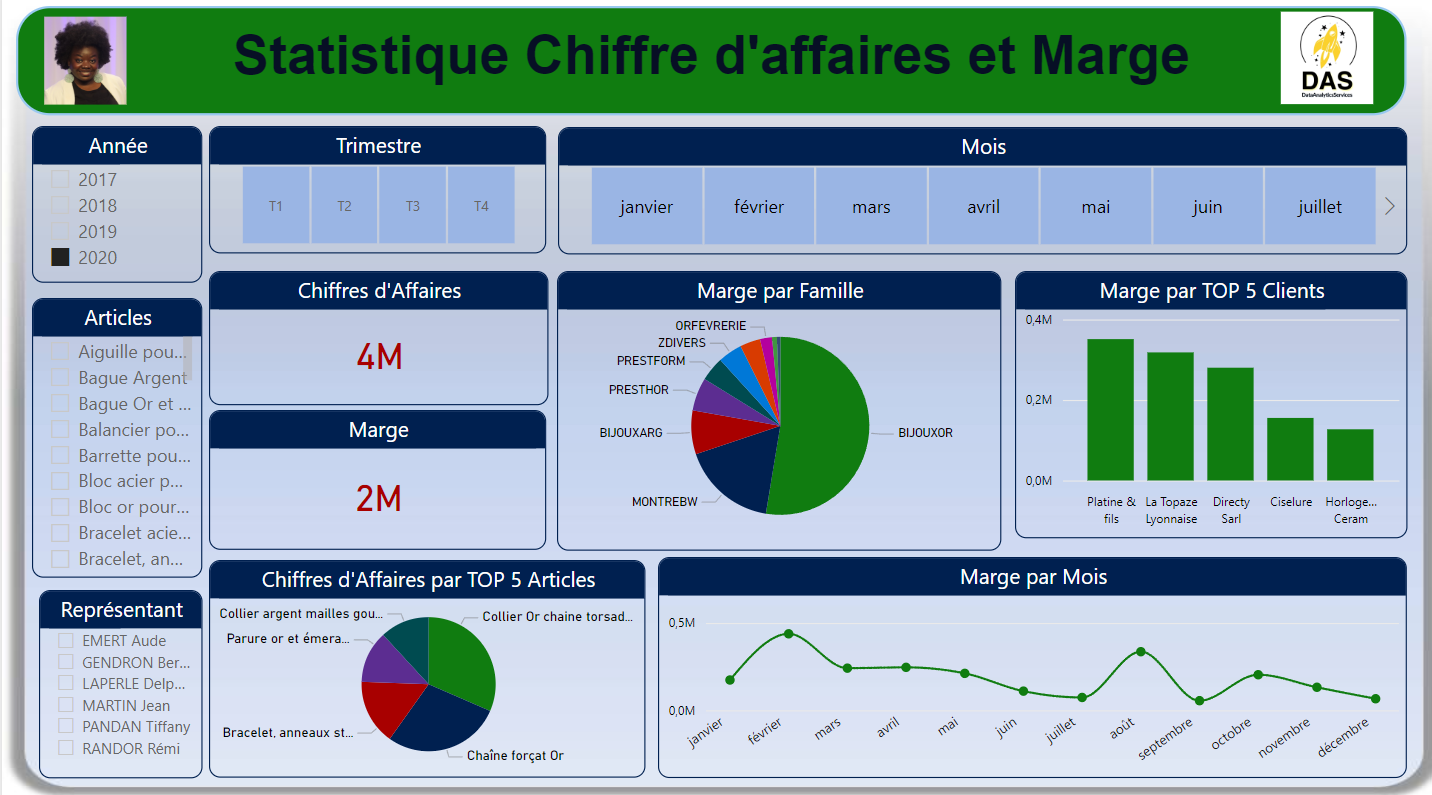 Statistique Chiffre d'affaires et Marge
DAS
DataAnalyticsServices
Année
2017
2018
2019
2020
Trimestre
T1 T2 T3 T4
Mois
janvier février mars avril mai juin juillet
Articles
Aiguille pou...
Bague Argent
Bague Or et ...
Balancier po...
Barrette pou...
Bloc acier p...
Bloc or pour...
Bracelet acie...
Bracelet, an...
Représentant
EMERT Aude
GENDRON Ber...
LAPERLE Delp...
MARTIN Jean
PANDAN Tiffany
RANDOR Rémi
Chiffres d'Affaires
4M
Marge
2M
Marge par Famille
ORFEVRERIE
ZDIVERS
PRESTFORM
PRESTHOR
BIJOUXARG
MONTREBW
BIJOUXOR
Marge par TOP 5 Clients
0,4M
0,2M
0,0M
Platine & fils
La Topaze Lyonnaise
Directy Sarl
Ciselure
Horloge... Ceram
Chiffres d'Affaires par TOP 5 Articles
Collier argent mailles gou...
Collier Or chaine torsad...
Parure or et émera...
Bracelet, anneaux st...
Chaîne forçat Or
Marge par Mois
0,5M
0,0M
janvier février mars avril mai juin juillet août septembre octobre novembre décembre